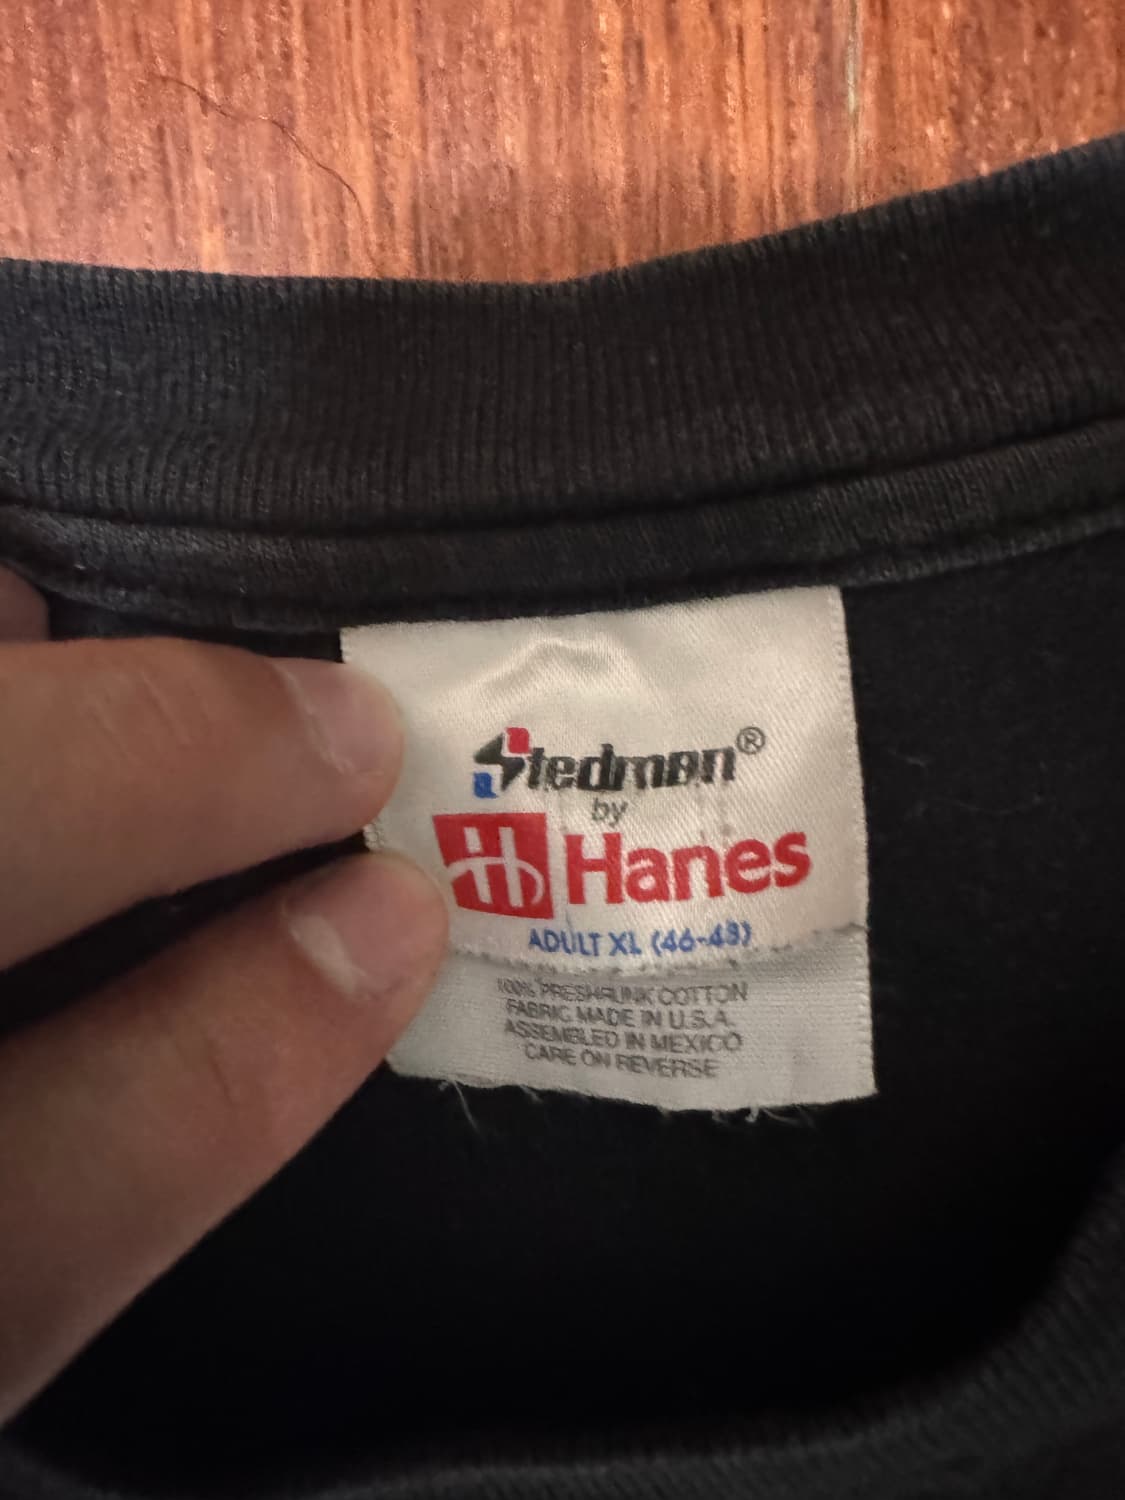 Stedman®
by
H Hanes
ADULT XL (46-48)
100% PRESHRUNK COTTON
FABRIC MADE IN U.S.A.
ASSEMBLED IN MEXICO
CARE ON REVERSE